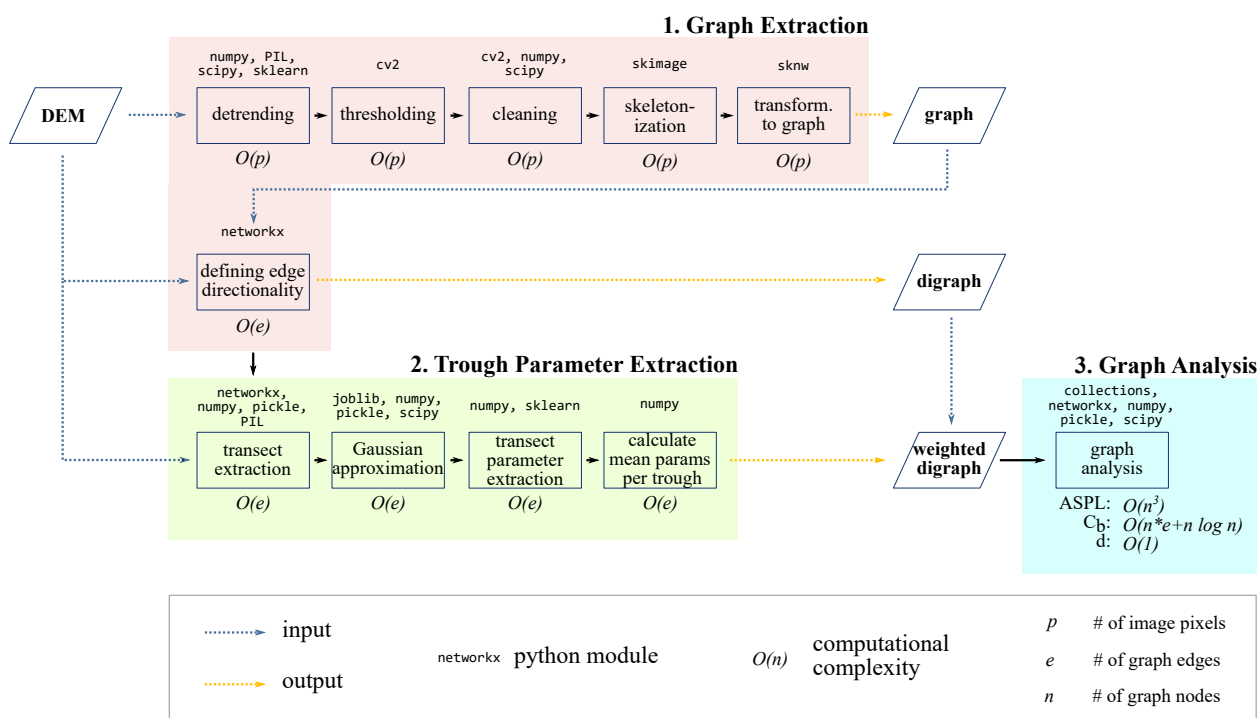 1. Graph Extraction
numpy, PIL,
scipy, sklearn
cv2
cv2, numpy,
scipy
skimage
sknw
DEM
detrending
thresholding
cleaning
skeleton-
ization
transform.
to graph
graph
O(p)
O(p)
O(p)
O(p)
O(p)
networkx
defining edge
directionality
digraph
O(e)
2. Trough Parameter Extraction
3. Graph Analysis
networkx,
numpy, pickle,
PIL
joblib, numpy,
pickle, scipy
numpy, sklearn
numpy
collections,
networkx, numpy,
pickle, scipy
transect
extraction
Gaussian
approximation
transect
parameter
extraction
calculate
mean params
per trough
weighted
digraph
graph
analysis
O(e)
O(e)
O(e)
O(e)
ASPL: O(n³)
Cb: O(n*e+n log n)
d: O(1)
input
output
networkx python module
O(n) computational
complexity
p # of image pixels
e # of graph edges
n # of graph nodes